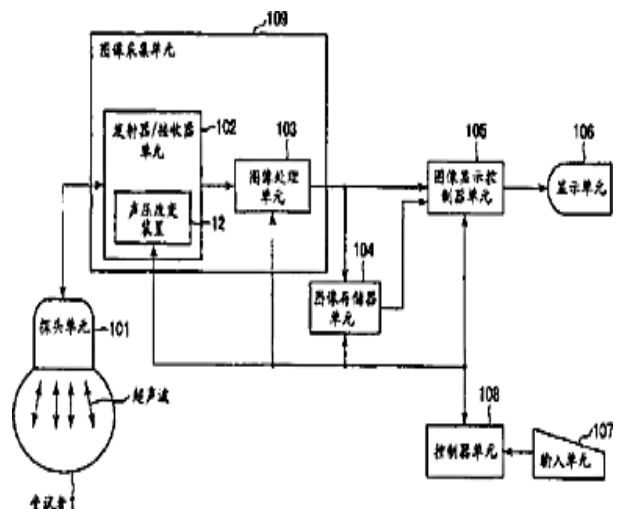 109
图像采集单元
发射器/接收器
单元
102
声压改变
装置
12
103
图像处理
单元
105
图像显示控
制器单元
106
显示单元
104
图像存储器
单元
探头单元
101
超声波
受试者1
108
控制器单元
107
输入单元